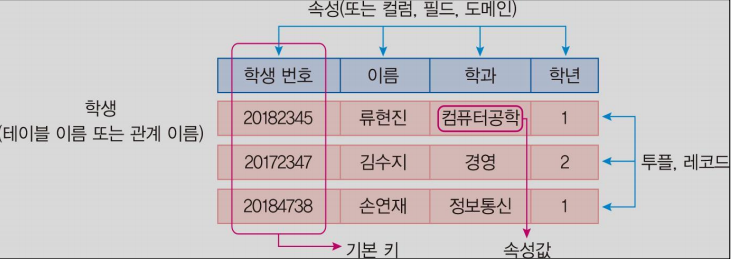 속성(또는 컬럼, 필드, 도메인)
학생 번호 이름 학과 학년
학생
(테이블 이름 또는 관계 이름)
20182345 류현진 컴퓨터공학 1
20172347 김수지 경영 2
투플, 레코드
20184738 손연재 정보통신 1
기본 키
속성값